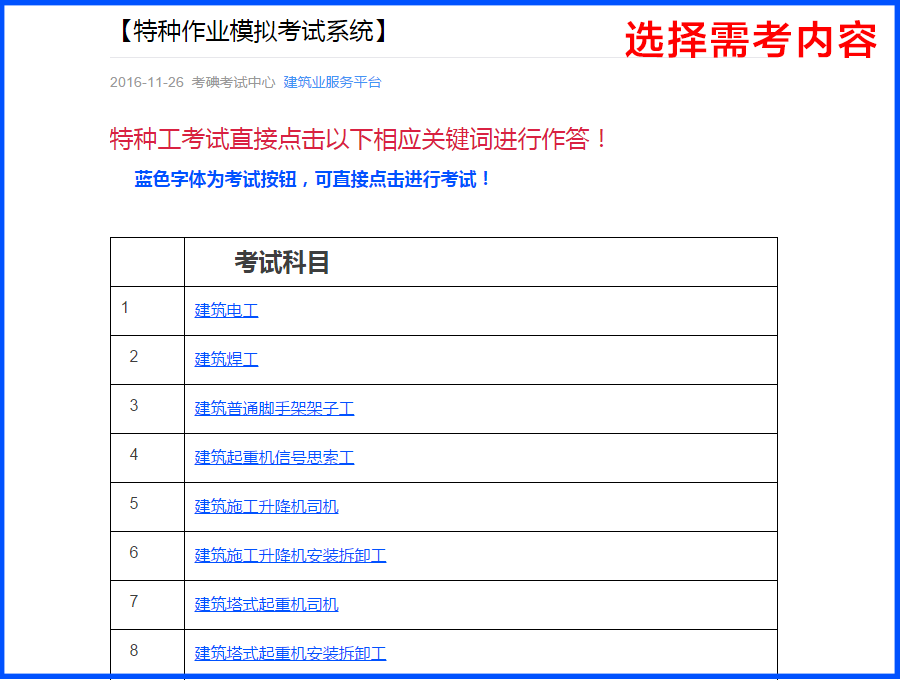 【特种作业模拟考试系统】
选择需考内容
2016-11-26 考碘考试中心 建筑业服务平台
特种工考试直接点击以下相应关键词进行作答！
蓝色字体为考试按钮，可直接点击进行考试！
考试科目
1 建筑电工
2 建筑焊工
3 建筑普通脚手架架子工
4 建筑起重机信号思索工
5 建筑施工升降机司机
6 建筑施工升降机安装拆卸工
7 建筑塔式起重机司机
8 建筑塔式起重机安装拆卸工